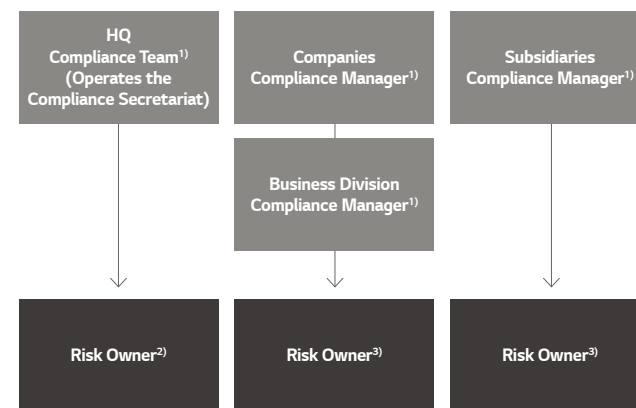 HQ
Compliance Team1)
(Operates the
Compliance Secretariat)
Companies
Compliance Manager1)
Subsidiaries
Compliance Manager1)
Business Division
Compliance Manager1)
Risk Owner2)
Risk Owner3)
Risk Owner3)